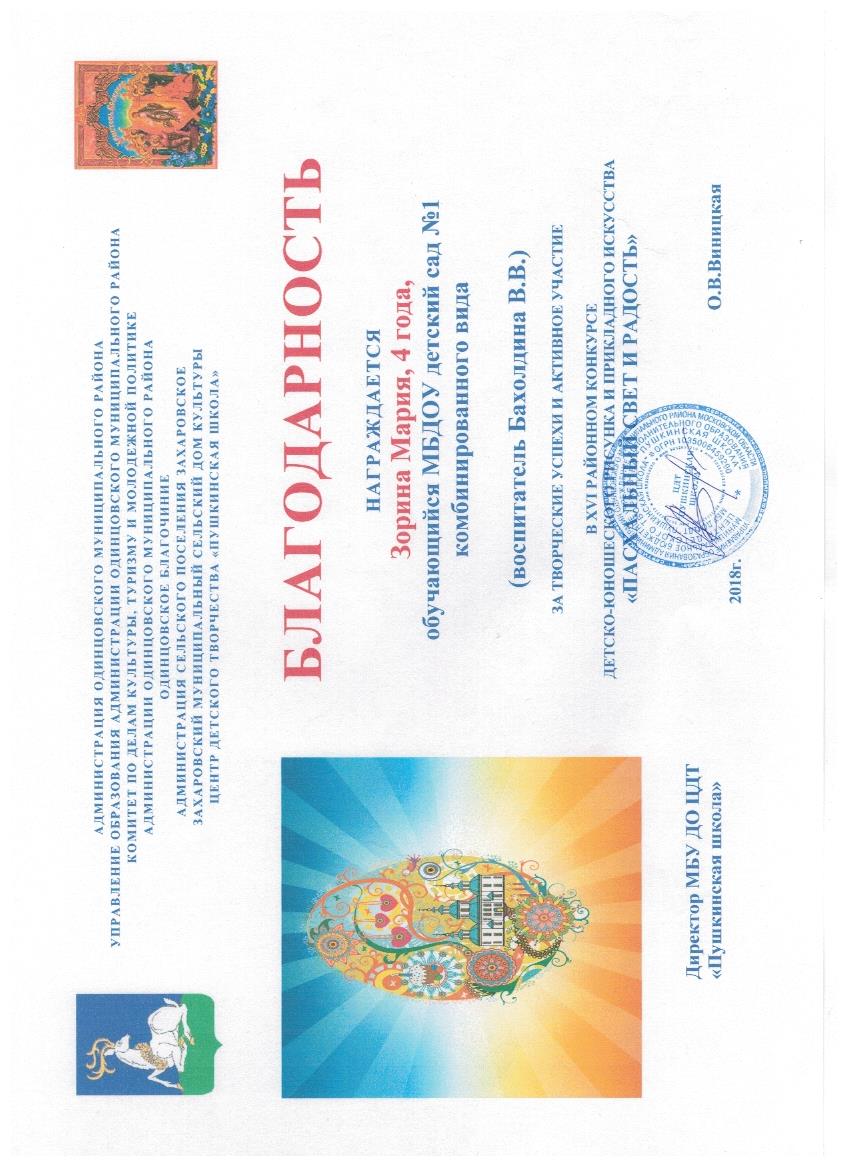 АДМИНИСТРАЦИЯ ОДИНЦОВСКОГО МУНИЦИПАЛЬНОГО РАЙОНА
УПРАВЛЕНИЕ ОБРАЗОВАНИЯ АДМИНИСТРАЦИИ ОДИНЦОВСКОГО МУНИЦИПАЛЬНОГО РАЙОНА
КОМИТЕТ ПО ДЕЛАМ КУЛЬТУРЫ, ТУРИЗМУ И МОЛОДЕЖНОЙ ПОЛИТИКЕ
АДМИНИСТРАЦИИ ОДИНЦОВСКОГО МУНИЦИПАЛЬНОГО РАЙОНА
ОДИНЦОВСКОЕ БЛАГОЧИНИЕ
АДМИНИСТРАЦИЯ СЕЛЬСКОГО ПОСЕЛЕНИЯ ЗАХАРОВСКОЕ
ЗАХАРОВСКИЙ МУНИЦИПАЛЬНЫЙ СЕЛЬСКИЙ ДОМ КУЛЬТУРЫ
ЦЕНТР ДЕТСКОГО ТВОРЧЕСТВА «ПУШКИНСКАЯ ШКОЛА»
БЛАГОДАРНОСТЬ
НАГРАЖДАЕТСЯ
Зорина Мария, 4 года,
обучающийся МБДОУ детский сад №1
комбинированного вида
(воспитатель Бахолдина В.В.)
ЗА ТВОРЧЕСКИЕ УСПЕХИ И АКТИВНОЕ УЧАСТИЕ
В XVI РАЙОННОМ КОНКУРСЕ
ДЕТСКО-ЮНОШЕСКОГО РИСУНКА И ПРИКЛАДНОГО ИСКУССТВА
«ПАСХАЛЬНЫЙ СВЕТ И РАДОСТЬ»
ЦДТ
ПУШКИНСКАЯ
ШКОЛА
Директор МБУ ДО ЦДТ
«Пушкинская школа»
О.В.Виницкая
2018г.